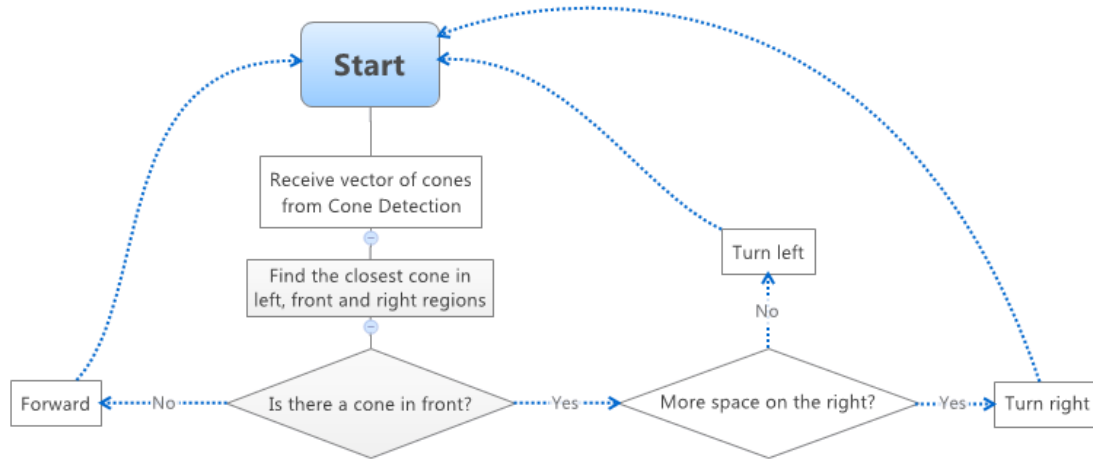 Start
Receive vector of cones
from Cone Detection
Find the closest cone in
left, front and right regions
Turn left
No
Forward
No
Is there a cone in front?
Yes
More space on the right?
Yes
Turn right